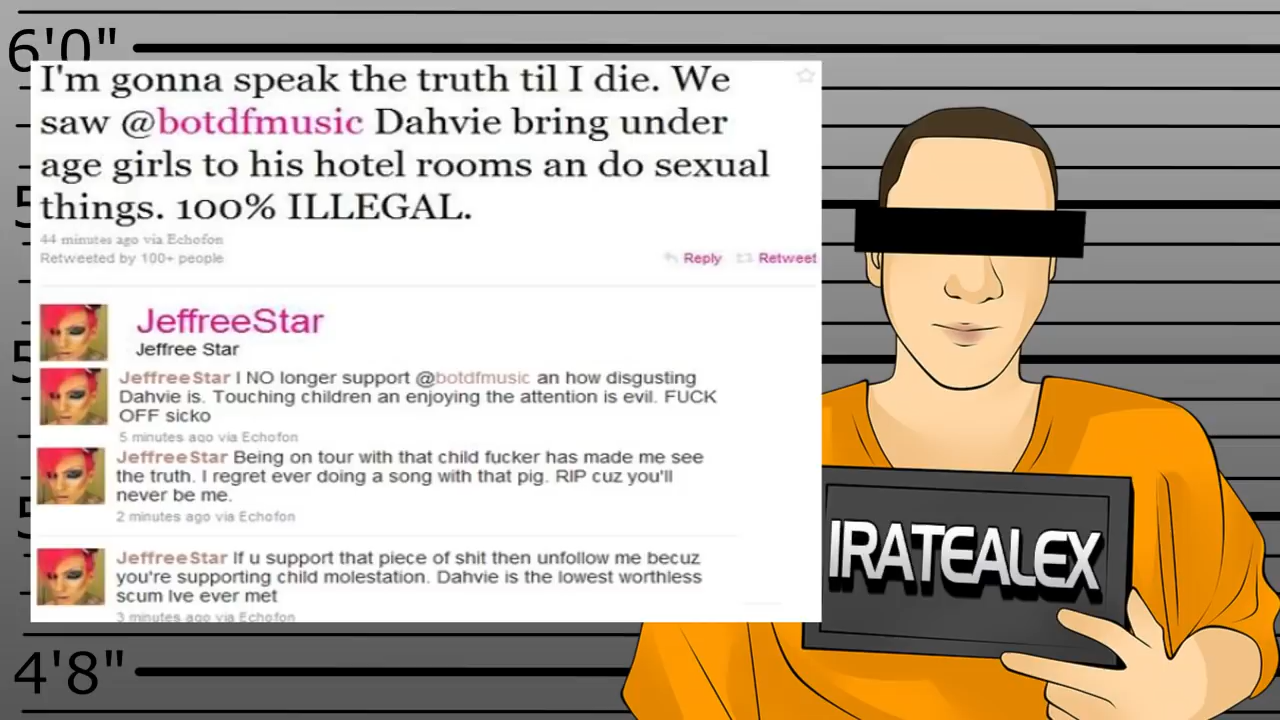 6'0"
I'm gonna speak the truth til I die. We
saw @botdfmusic Dahvie bring under
age girls to his hotel rooms an do sexual
things. 100% ILLEGAL.
44 minutes ago via Echofon
Retweeted by 100+ people
Reply Retweet
JeffreeStar
Jeffree Star
JeffreeStar I NO longer support @botdfmusic an how disgusting
Dahvie is. Touching children an enjoying the attention is evil. FUCK
OFF sicko
5 minutes ago via Echofon
JeffreeStar Being on tour with that child fucker has made me see
the truth. I regret ever doing a song with that pig. RIP cuz you'll
never be me.
2 minutes ago via Echofon
JeffreeStar If u support that piece of shit then unfollow me becuz
you're supporting child molestation. Dahvie is the lowest worthless
scum Ive ever met
3 minutes ago via Echofon
IRATEALEX
4'8"